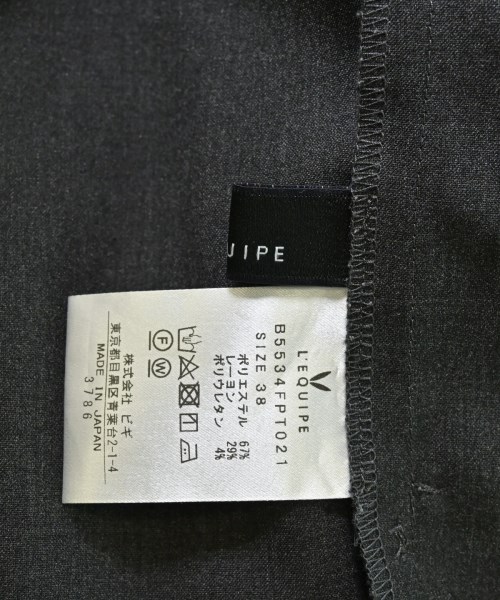 UIPE
L'EQUIPE
B5534FPT021
SIZE 38
ポリエステル 67%
レーヨン 29%
ポリウレタン 4%
F W
株式会社 ビギ
東京都目黒区青葉台2-1-4
MADE IN JAPAN
3786